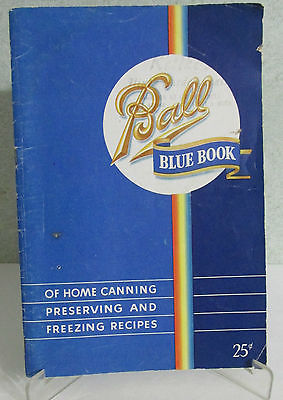 Ball
BLUE BOOK
OF HOME CANNING
PRESERVING AND
FREEZING RECIPES
25¢